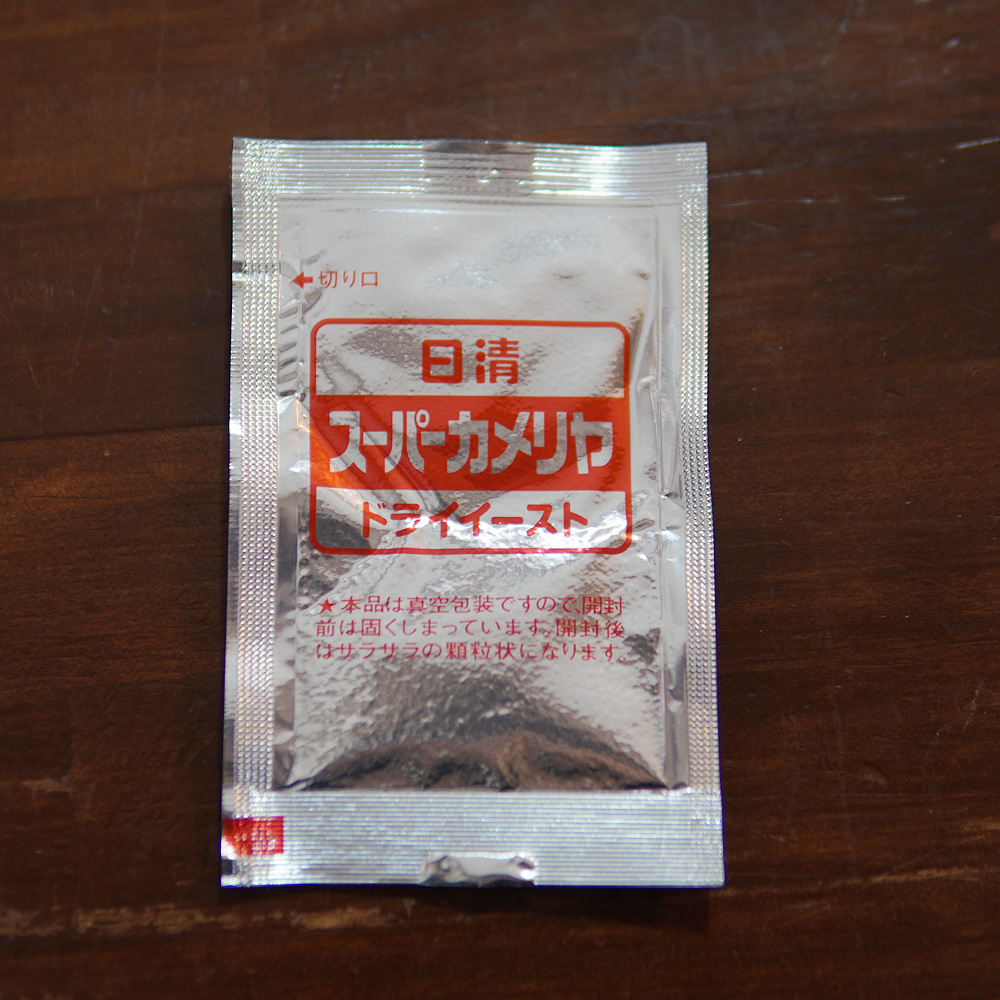 ←切り口
日清
スーパーカメリヤ
ドライイースト
★本品は真空包装ですので、開封
前は固くしまっています。開封後
はサラサラの顆粒状になります。